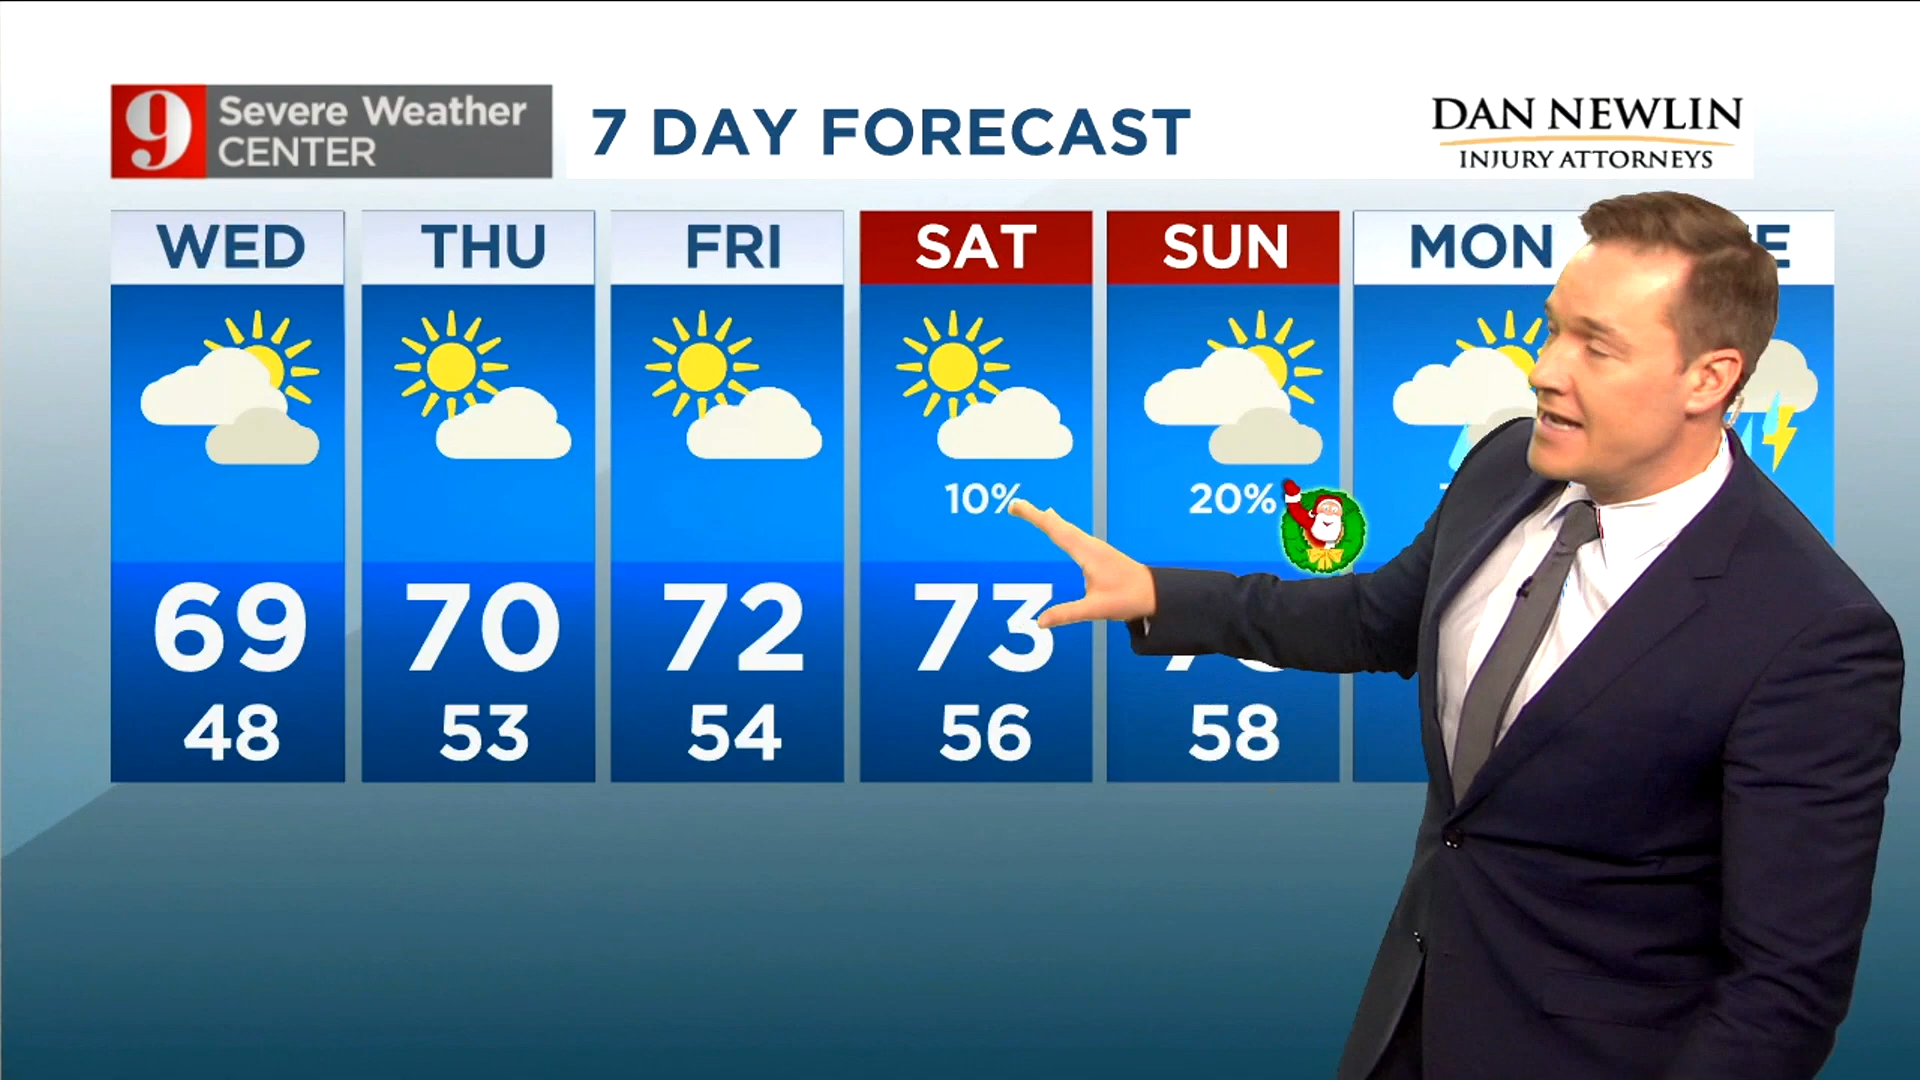 9 Severe Weather
CENTER
7 DAY FORECAST
DAN NEWLIN
INJURY ATTORNEYS
WED THU FRI SAT SUN MON
10% 20%
69 70 72 73
48 53 54 56 58